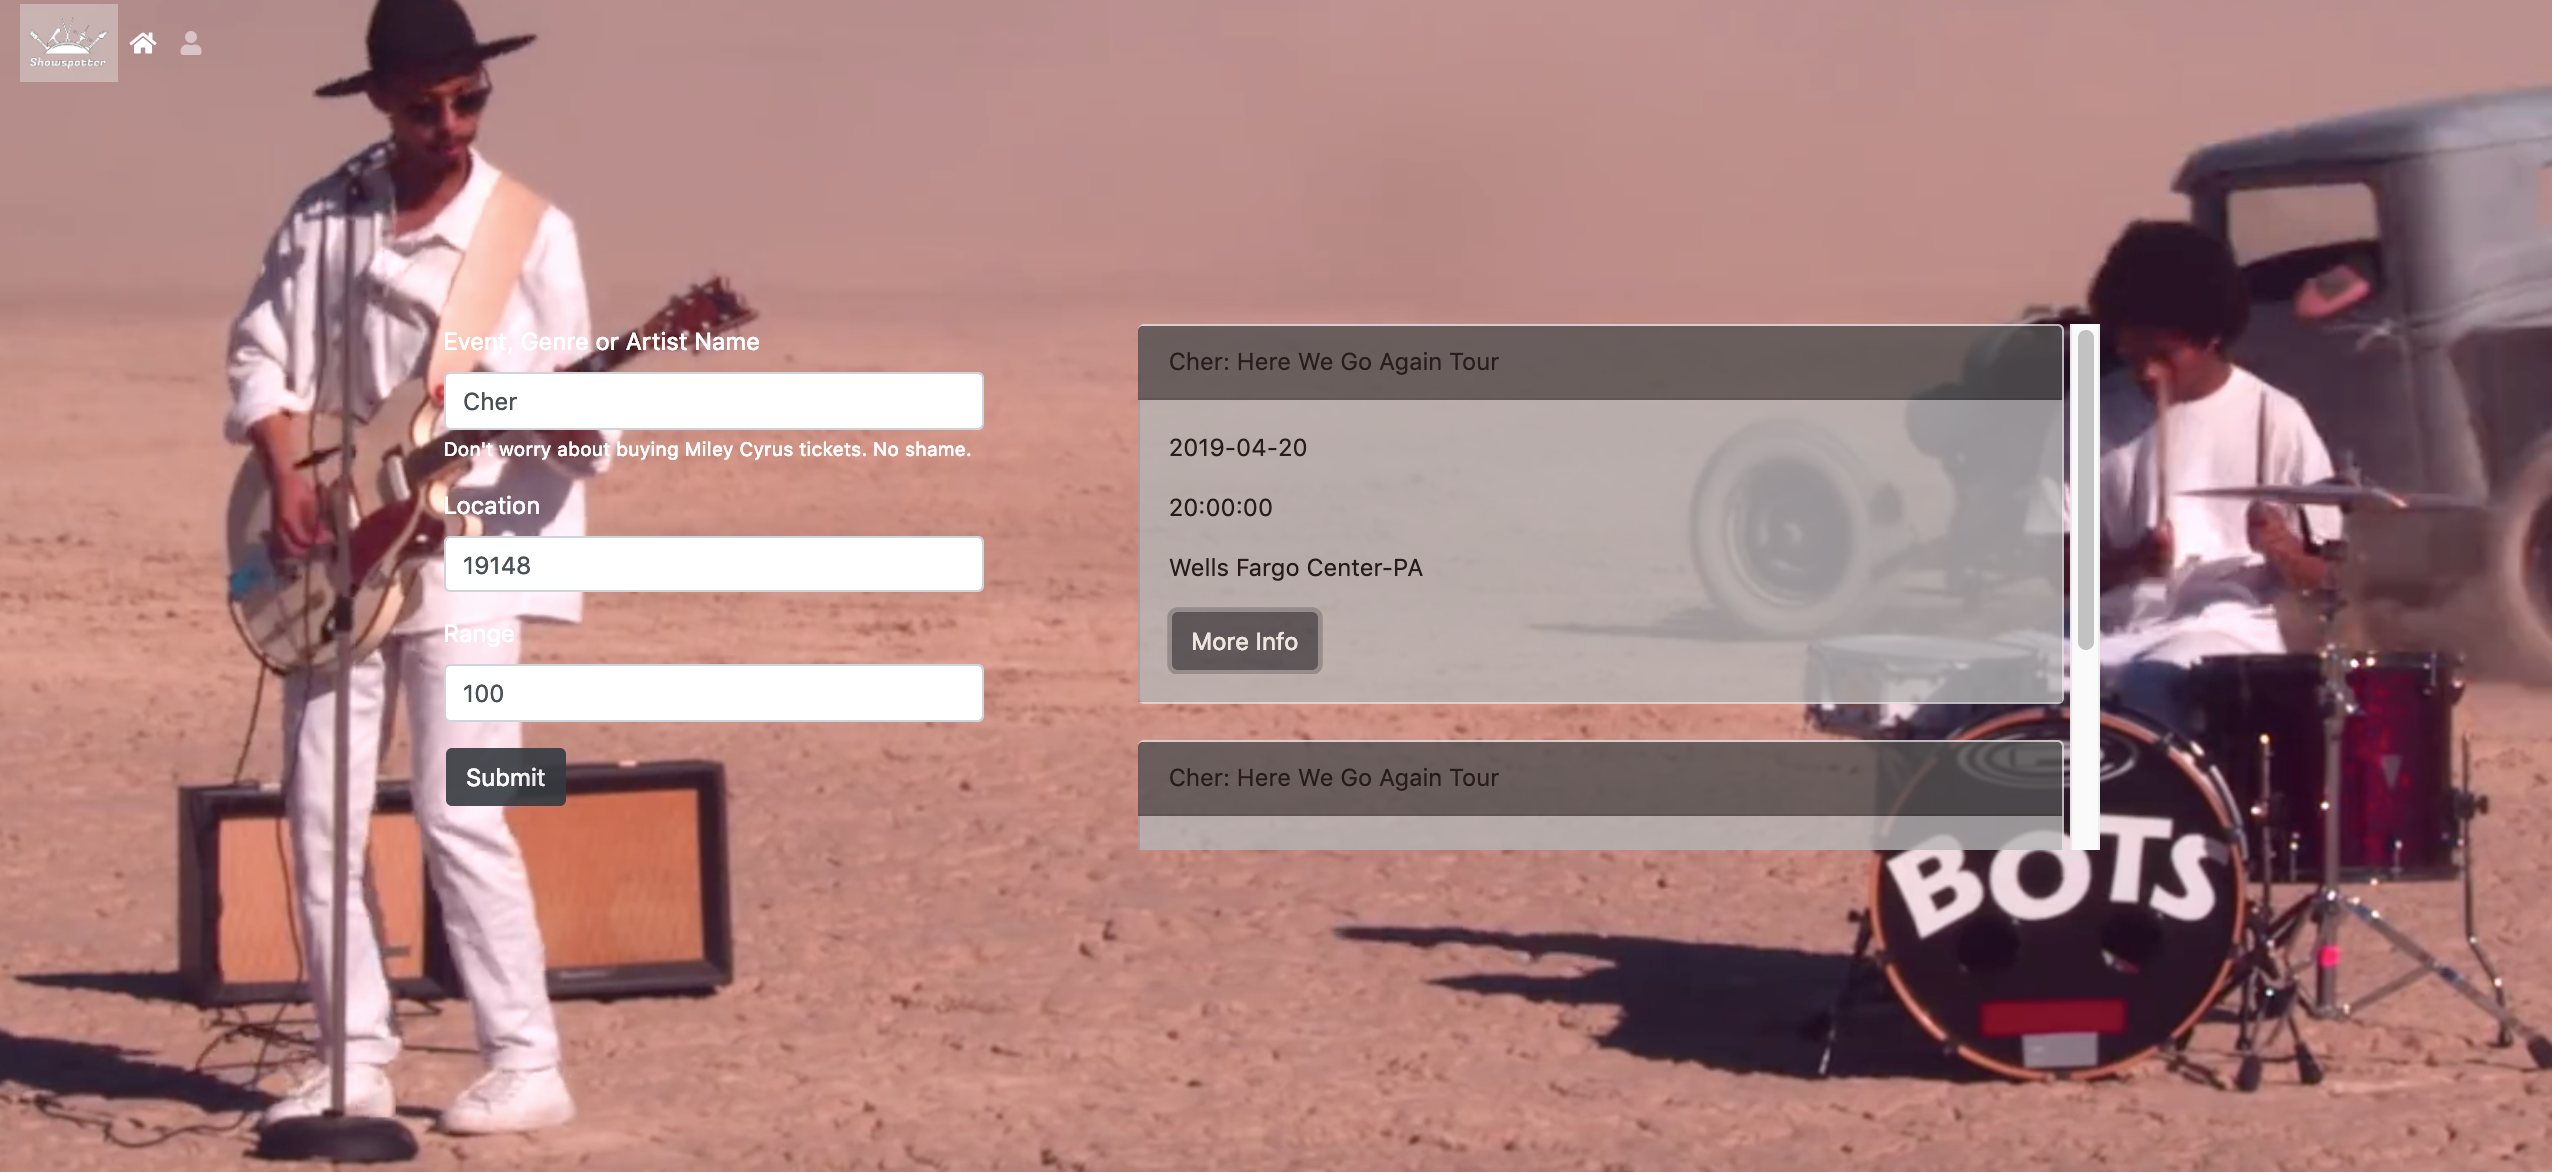 Showspotter
Event, Genre or Artist Name
Cher
Don't worry about buying Miley Cyrus tickets. No shame.
Location
19148
Range
100
Submit
Cher: Here We Go Again Tour
2019-04-20
20:00:00
Wells Fargo Center-PA
More Info
Cher: Here We Go Again Tour
BOTS